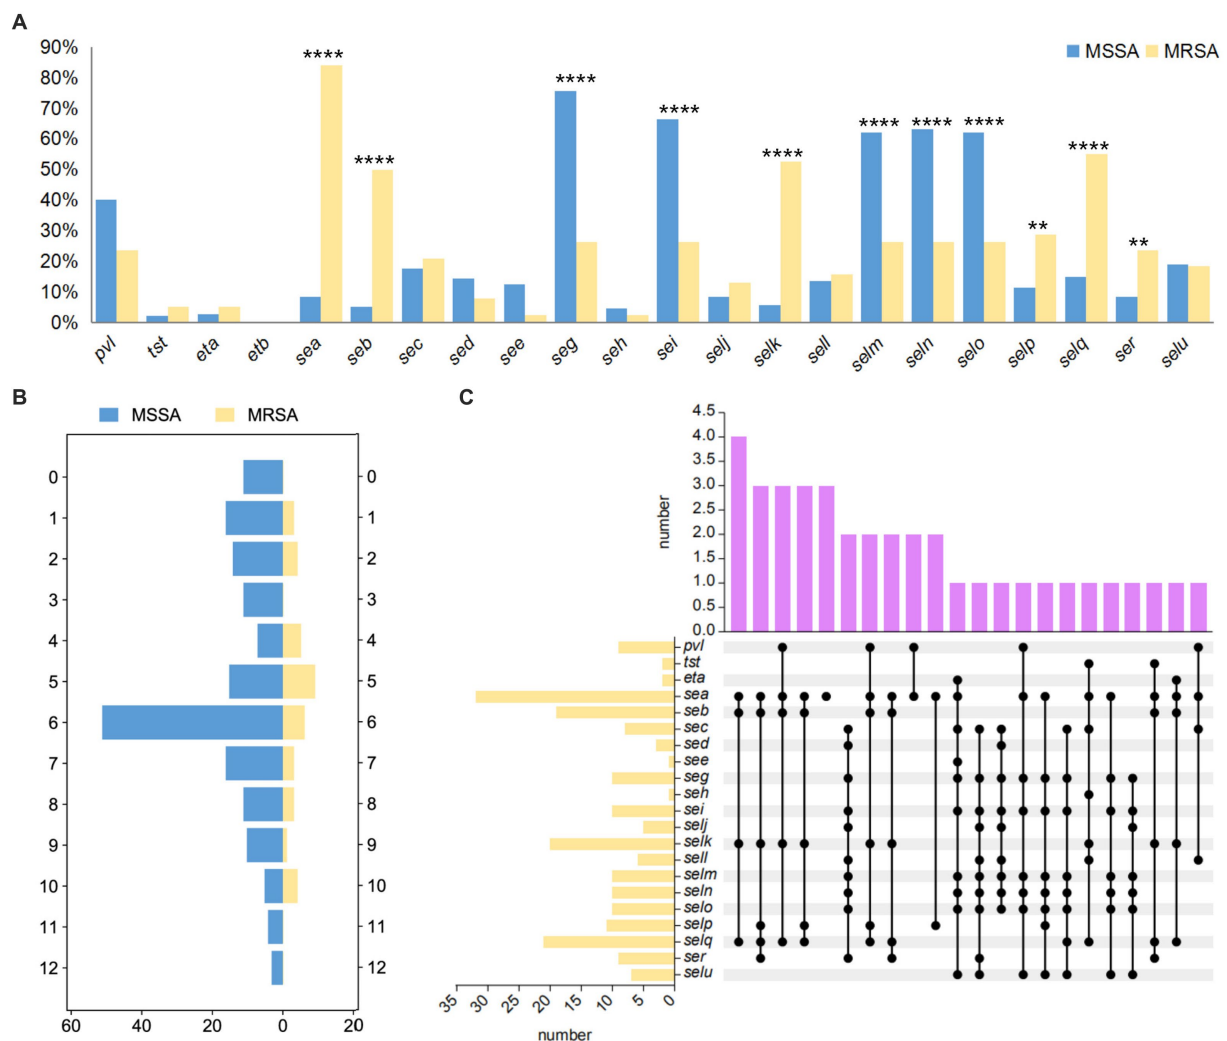 A
MSSA MRSA
90%
80%
70%
60%
50%
40%
30%
20%
10%
0%
**** **** **** **** **** **** **** **** ** **** **
pvl tst eta etb sea seb sec sed see seg seh sei selj selk sell selm seln selo selp selq ser selu
B
MSSA MRSA
0 0
1 1
2 2
3 3
4 4
5 5
6 6
7 7
8 8
9 9
10 10
11 11
12 12
60 40 20 0 20
C
number
4.5
4.0
3.5
3.0
2.5
2.0
1.5
1.0
0.5
0.0
pvl
tst
eta
sea
seb
sec
sed
see
seg
seh
sei
selj
selk
sell
selm
seln
selo
selp
selq
ser
selu
35 30 25 20 15 10 5 0
number